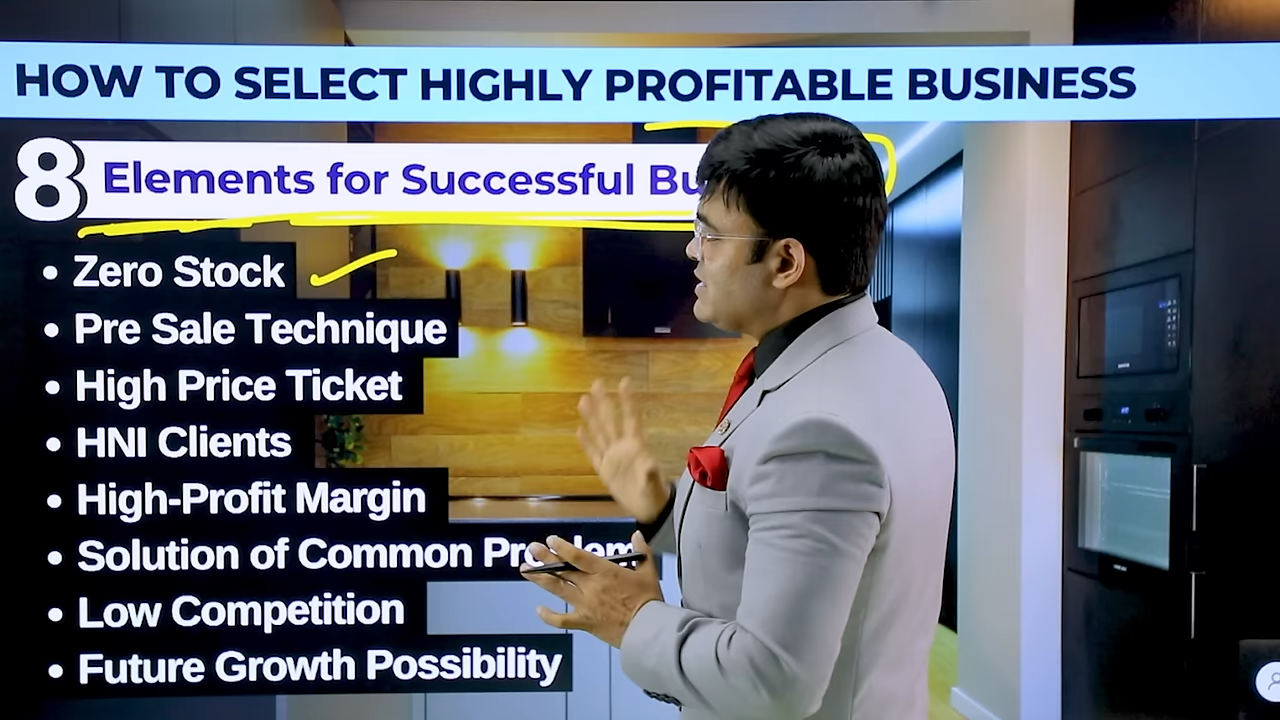 HOW TO SELECT HIGHLY PROFITABLE BUSINESS
8 Elements for Successful
• Zero Stock
• Pre Sale Technique
• High Price Ticket
• HNI Clients
• High-Profit Margin
• Solution of Common
• Low Competition
• Future Growth Possibility